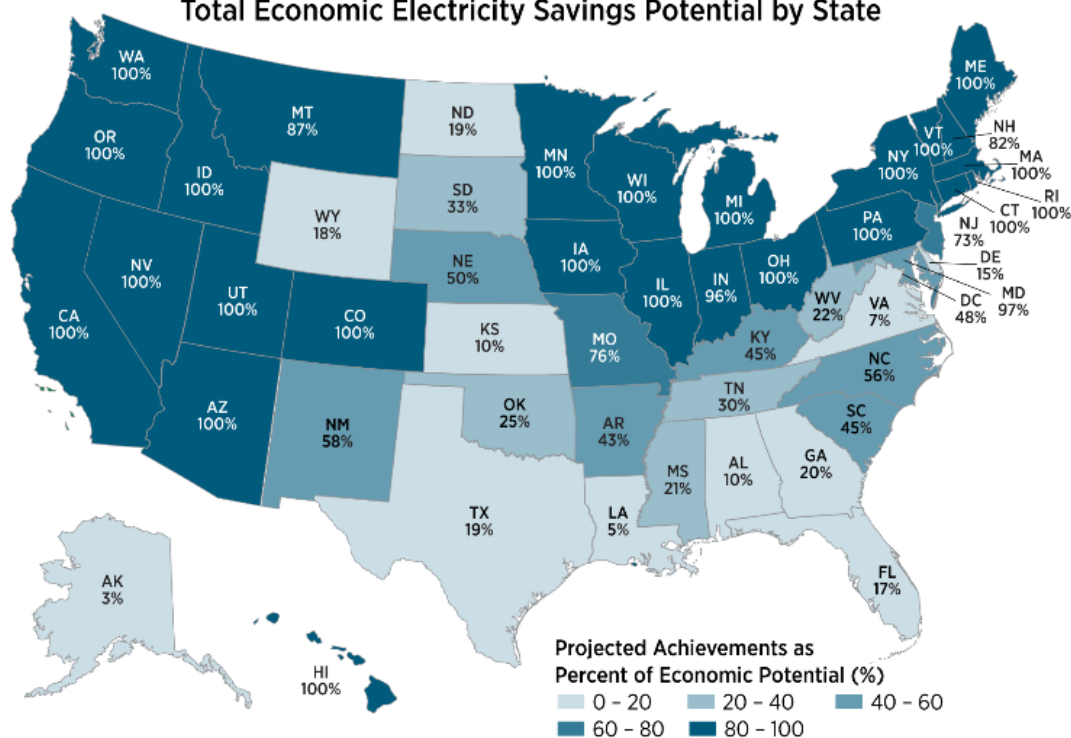 Total Economic Electricity Savings Potential by State
WA
100%
MT
87%
ND
19%
ME
100%
OR
100%
ID
100%
MN
100%
VT
100%
NH
82%
NY
100%
MA
100%
SD
33%
WI
100%
MI
100%
RI
100%
WY
18%
CT
100%
PA
100%
NJ
73%
NE
50%
IA
100%
OH
100%
DE
15%
NV
100%
IL
100%
IN
96%
MD
97%
UT
100%
WV
22%
VA
7%
DC
48%
CA
100%
CO
100%
KS
10%
MO
76%
KY
45%
NC
56%
TN
30%
AZ
100%
OK
25%
SC
45%
NM
58%
AR
43%
GA
20%
MS
21%
AL
10%
TX
19%
LA
5%
AK
3%
FL
17%
HI
100%
Projected Achievements as
Percent of Economic Potential (%)
0 – 20 20 – 40 40 – 60
60 – 80 80 – 100